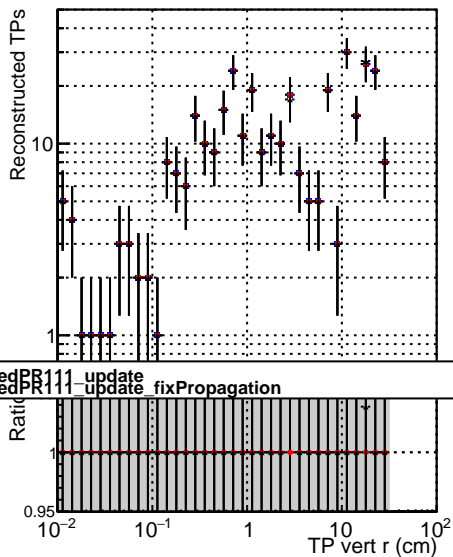 Reconstructed TPs
10
1
edPR111_update
edPR111_update_fixPropagation
Ratio
1
0.95
10⁻² 10⁻¹ 1 10 10²
TP vert r (cm)